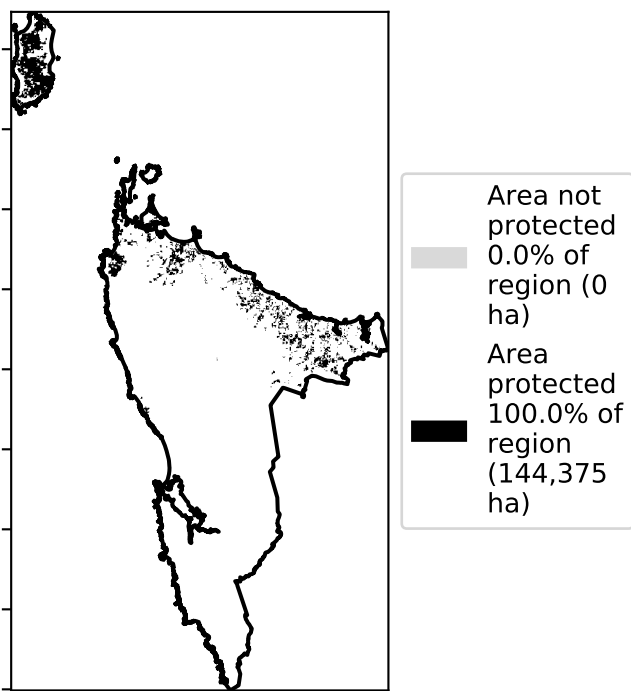 Area not
protected
0.0% of
region (0
ha)
Area
protected
100.0% of
region
(144,375
ha)